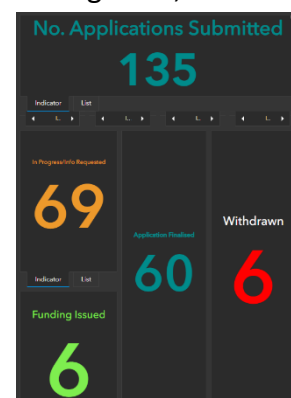 No. Applications Submitted
135
Indicator List
L. L. L. L.
In Progress/Info Requested
69
Application Finalised
60
Withdrawn
6
Indicator List
Funding Issued
6